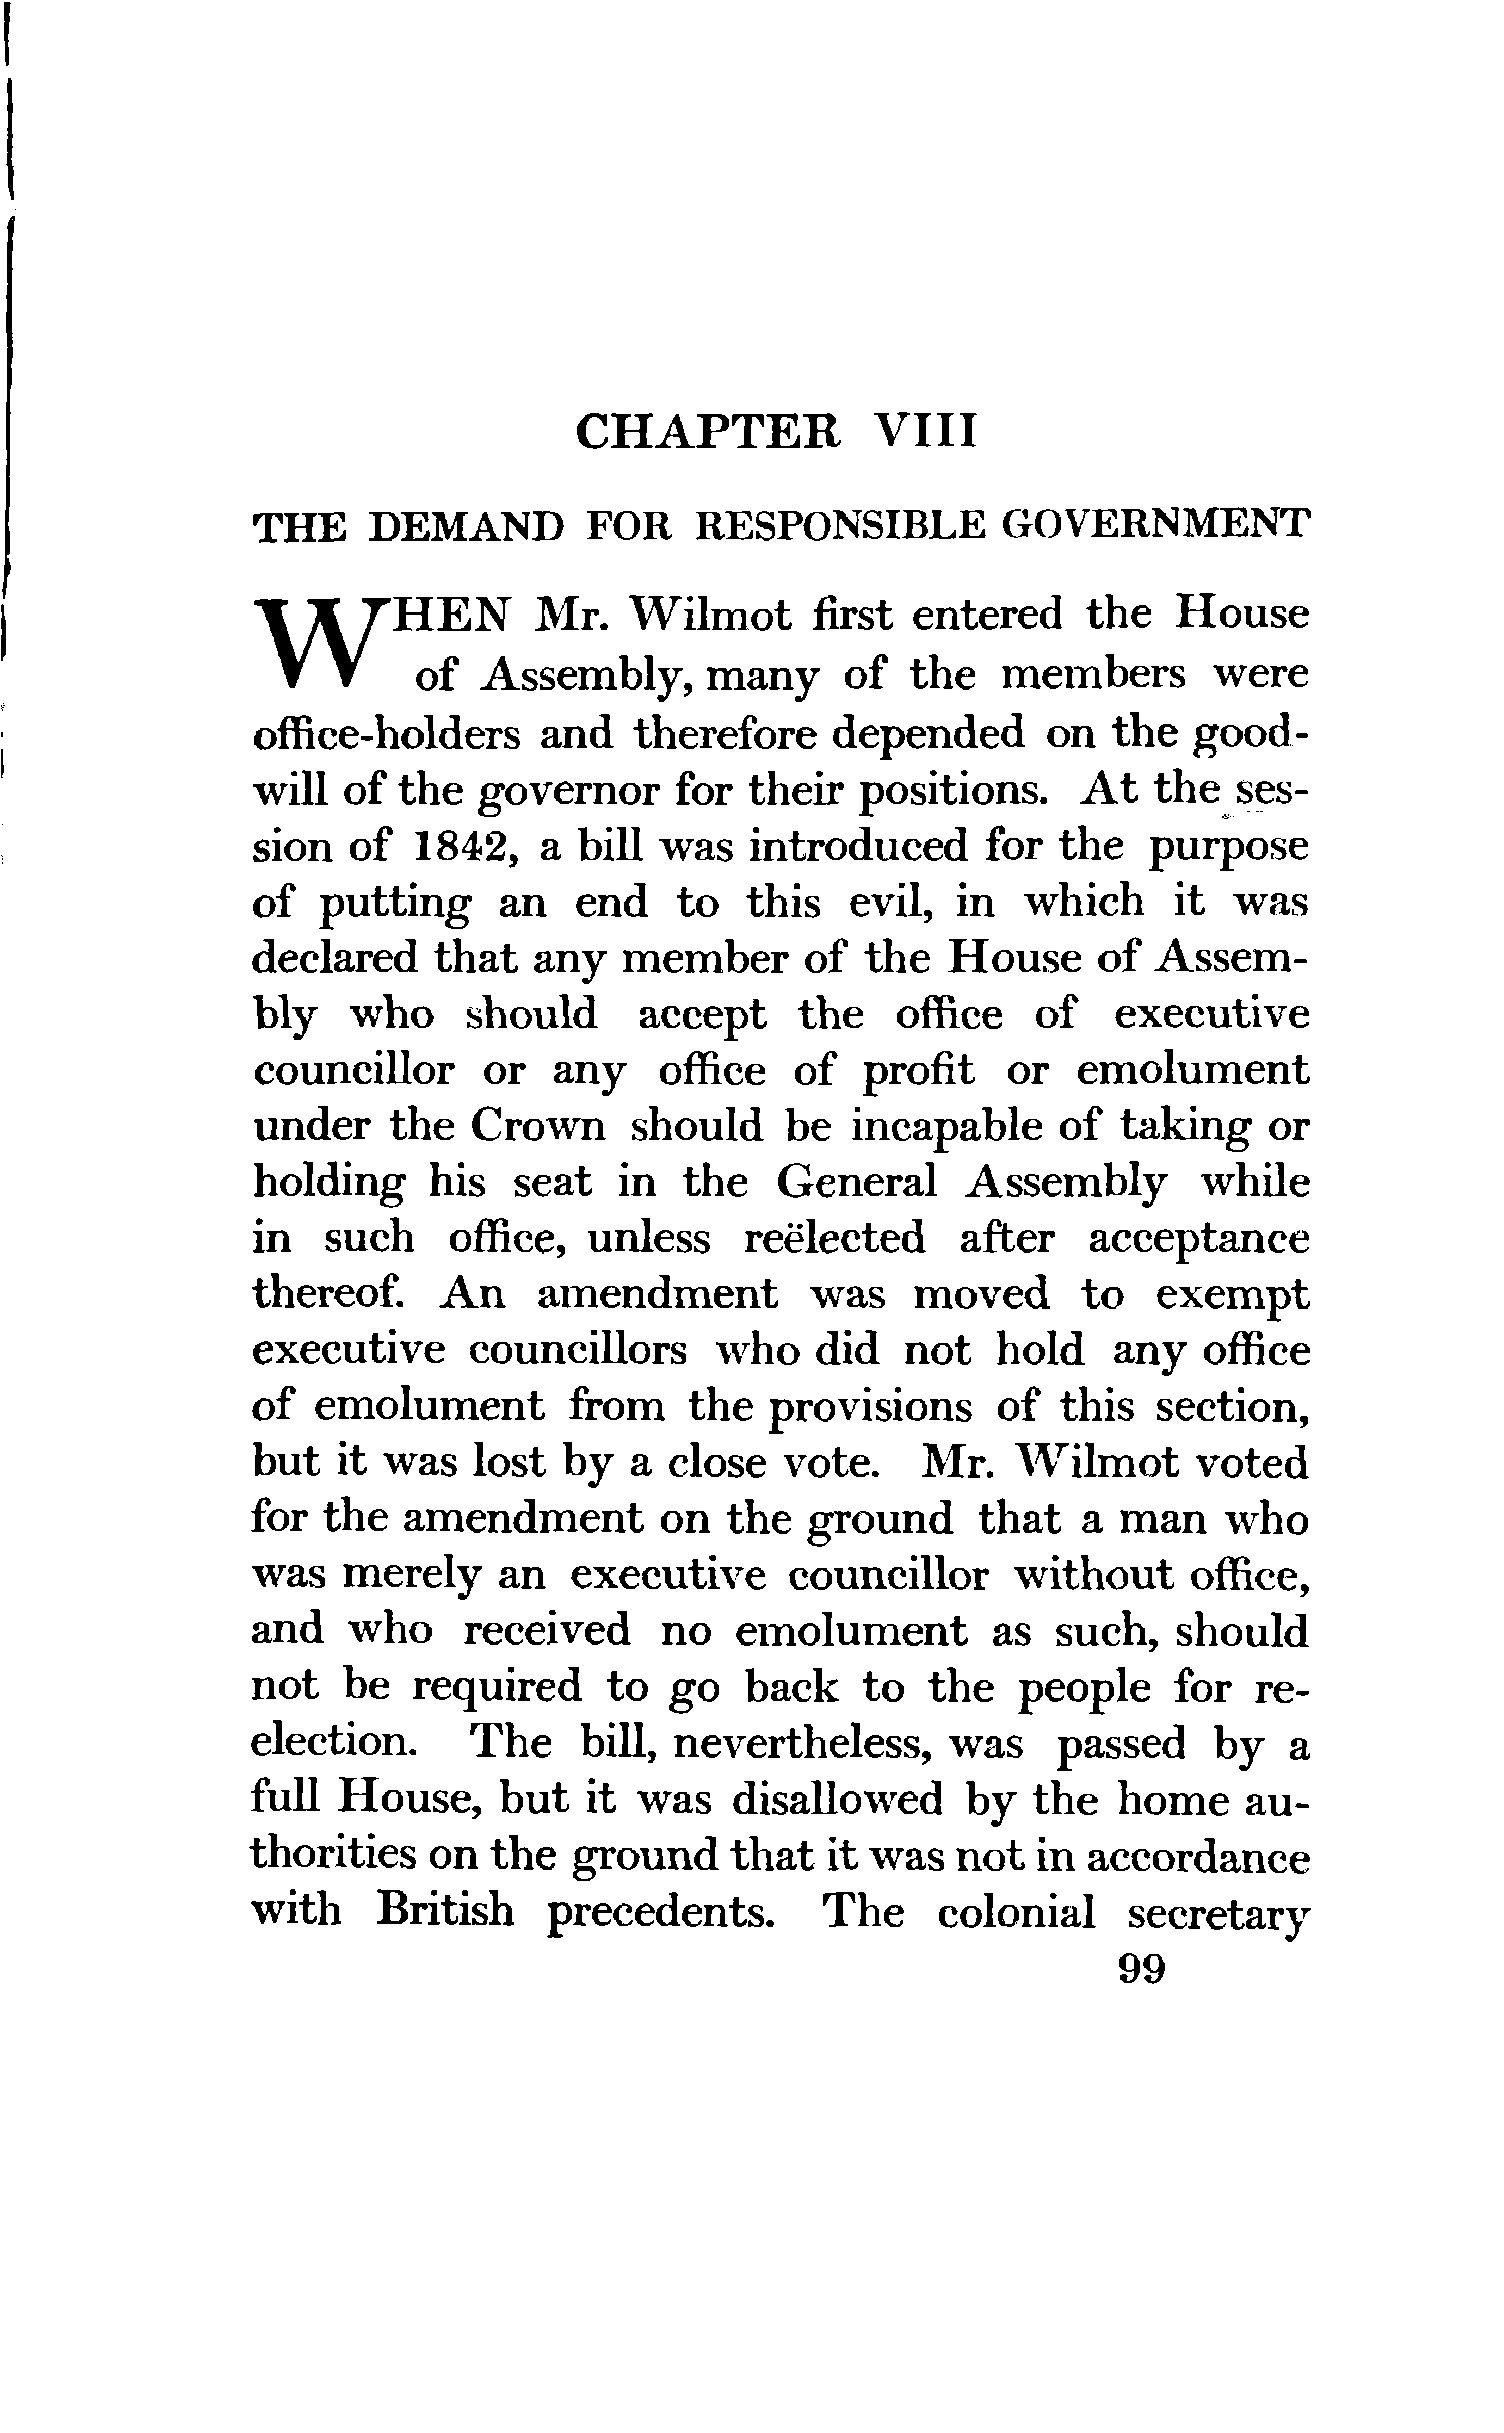 CHAPTER VIII
THE DEMAND FOR RESPONSIBLE GOVERNMENT
WHEN Mr. Wilmot first entered the House
of Assembly, many of the members were
office-holders and therefore depended on the good-
will of the governor for their positions. At the ses-
sion of 1842, a bill was introduced for the purpose
of putting an end to this evil, in which it was
declared that any member of the House of Assem-
bly who should accept the office of executive
councillor or any office of profit or emolument
under the Crown should be incapable of taking or
holding his seat in the General Assembly while
in such office, unless reëlected after acceptance
thereof. An amendment was moved to exempt
executive councillors who did not hold any office
of emolument from the provisions of this section,
but it was lost by a close vote. Mr. Wilmot voted
for the amendment on the ground that a man who
was merely an executive councillor without office,
and who received no emolument as such, should
not be required to go back to the people for re-
election. The bill, nevertheless, was passed by a
full House, but it was disallowed by the home au-
thorities on the ground that it was not in accordance
with British precedents. The colonial secretary
99